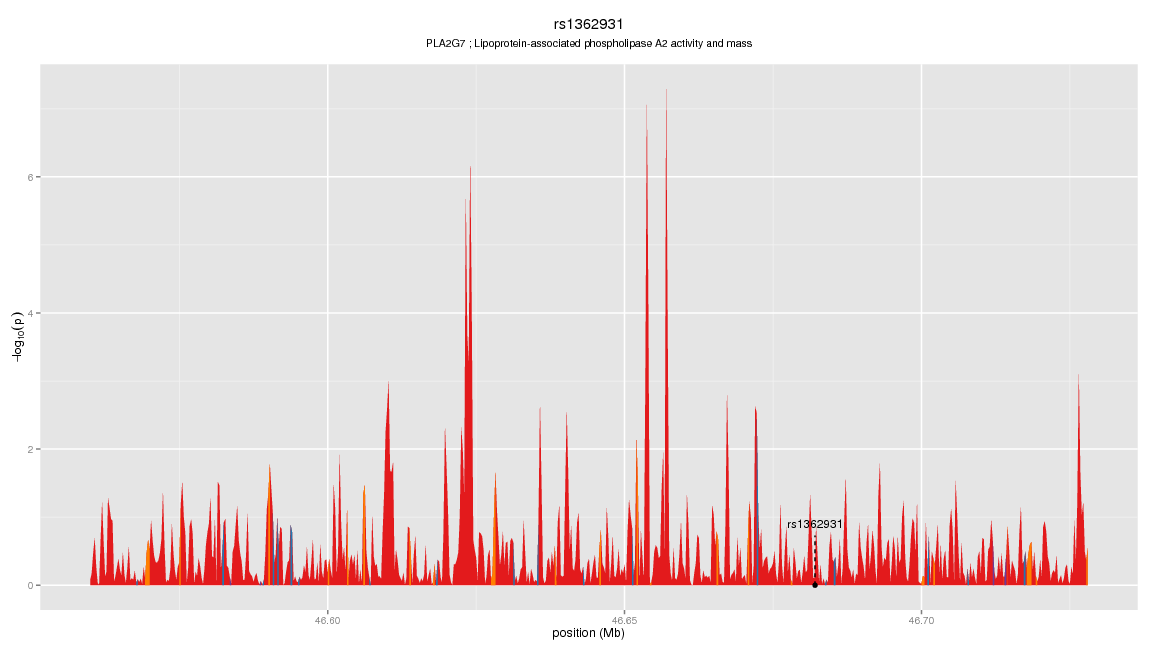 rs1362931
PLA2G7 ; Lipoprotein-associated phospholipase A2 activity and mass
−log10(p)
6
4
2
0
rs1362931
46.60
46.65
46.70
position (Mb)